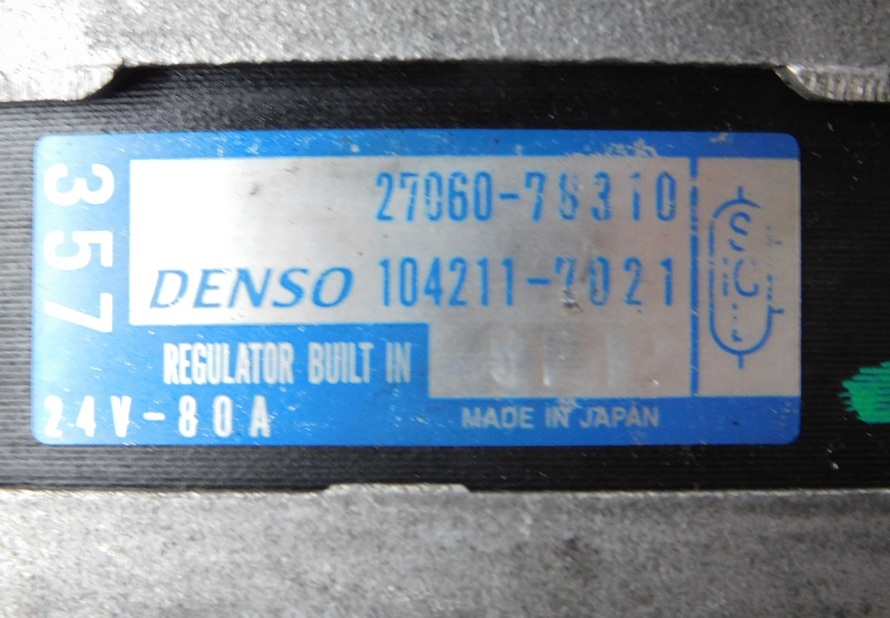 357
27060-78310
DENSO 104211-7021
REGULATOR BUILT IN
24V-80A
MADE IN JAPAN